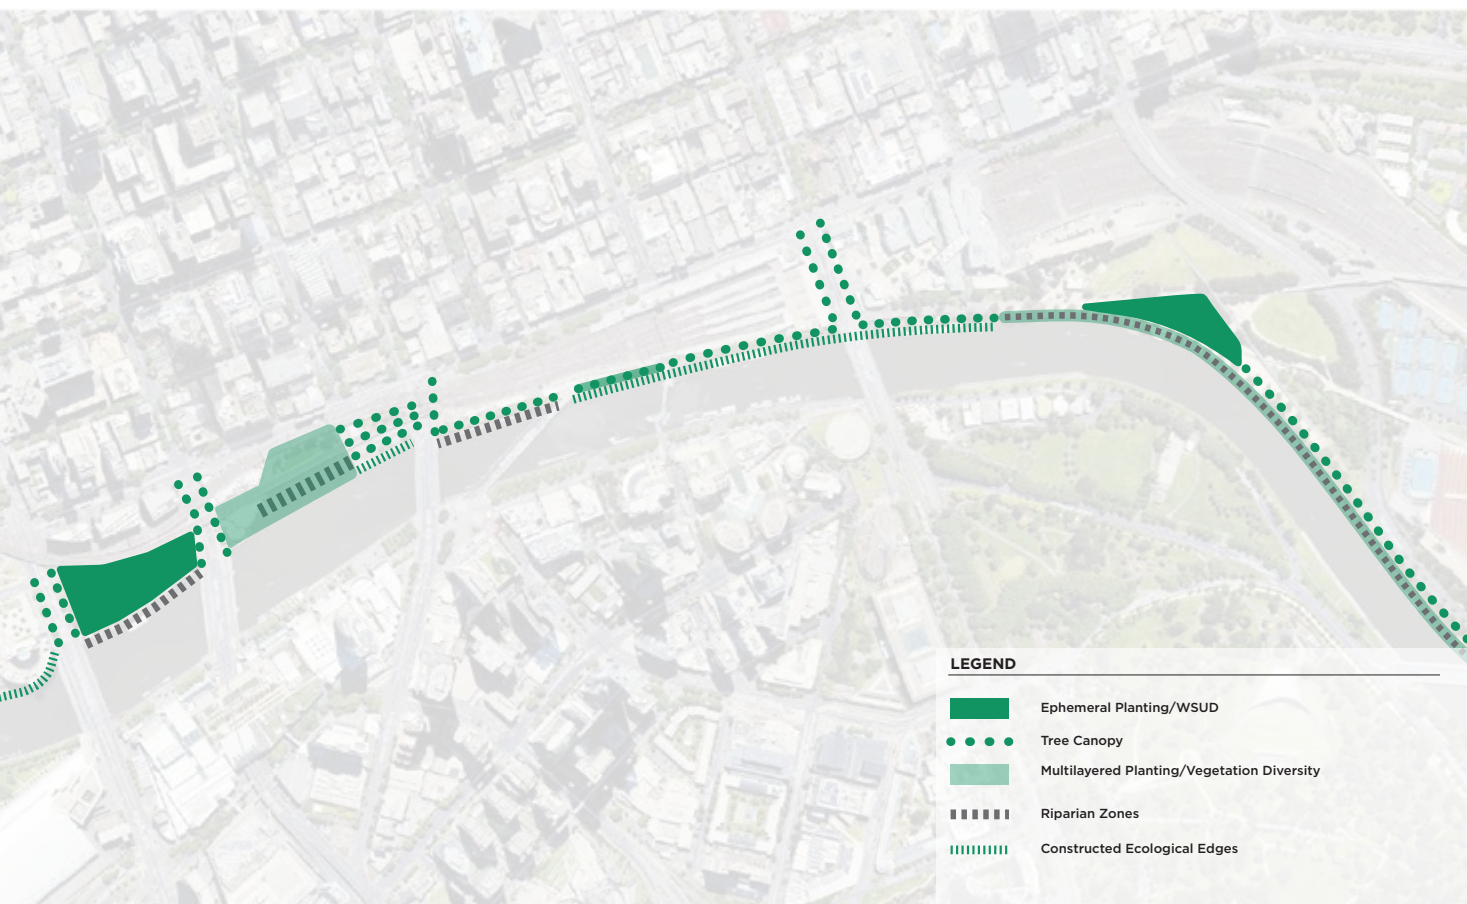 LEGEND
Ephemeral Planting/WSUD
Tree Canopy
Multilayered Planting/Vegetation Diversity
Riparian Zones
Constructed Ecological Edges